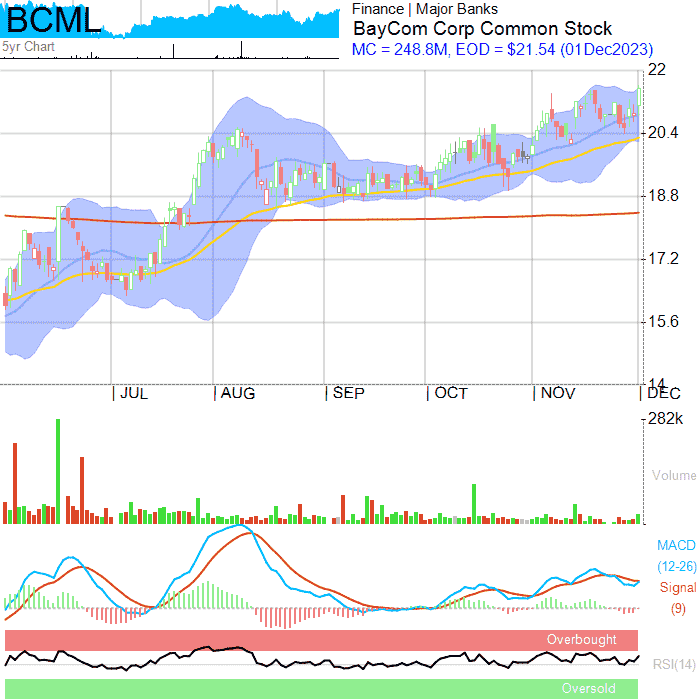 BCML
5yr Chart
Finance | Major Banks
BayCom Corp Common Stock
MC = 248.8M, EOD = $21.54 (01Dec2023)
22
20.4
18.8
17.2
15.6
14
JUL AUG SEP OCT NOV DEC
282k
Volume
MACD
(12-26)
Signal
(9)
Overbought
RSI(14)
Oversold